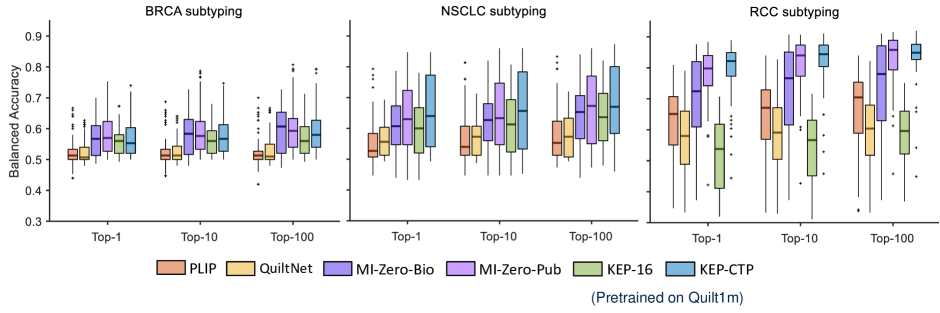 BRCA subtyping
NSCLC subtyping
RCC subtyping
Balanced Accuracy
0.9
0.8
0.7
0.6
0.5
0.4
0.3
Top-1 Top-10 Top-100
Top-1 Top-10 Top-100
Top-1 Top-10 Top-100
PLIP QuiltNet MI-Zero-Bio MI-Zero-Pub KEP-16 KEP-CTP
(Pretrained on Quilt1m)